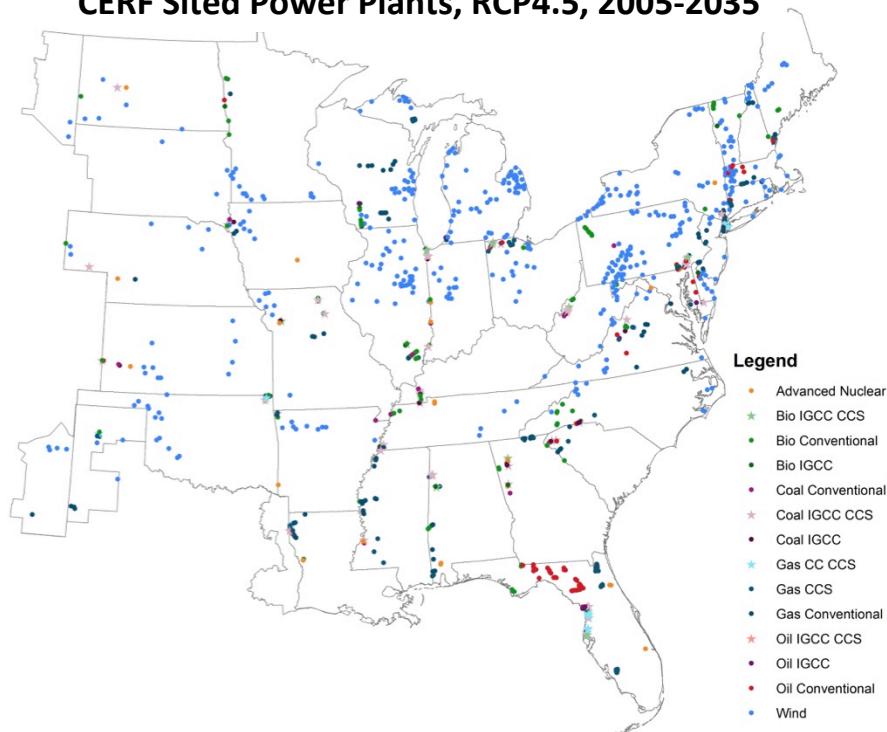 CERF Sited Power Plants, RCP4.5, 2005-2035
Legend
Advanced Nuclear
Bio IGCC CCS
Bio Conventional
Bio IGCC
Coal Conventional
Coal IGCC CCS
Coal IGCC
Gas CC CCS
Gas CCS
Gas Conventional
Oil IGCC CCS
Oil IGCC
Oil Conventional
Wind